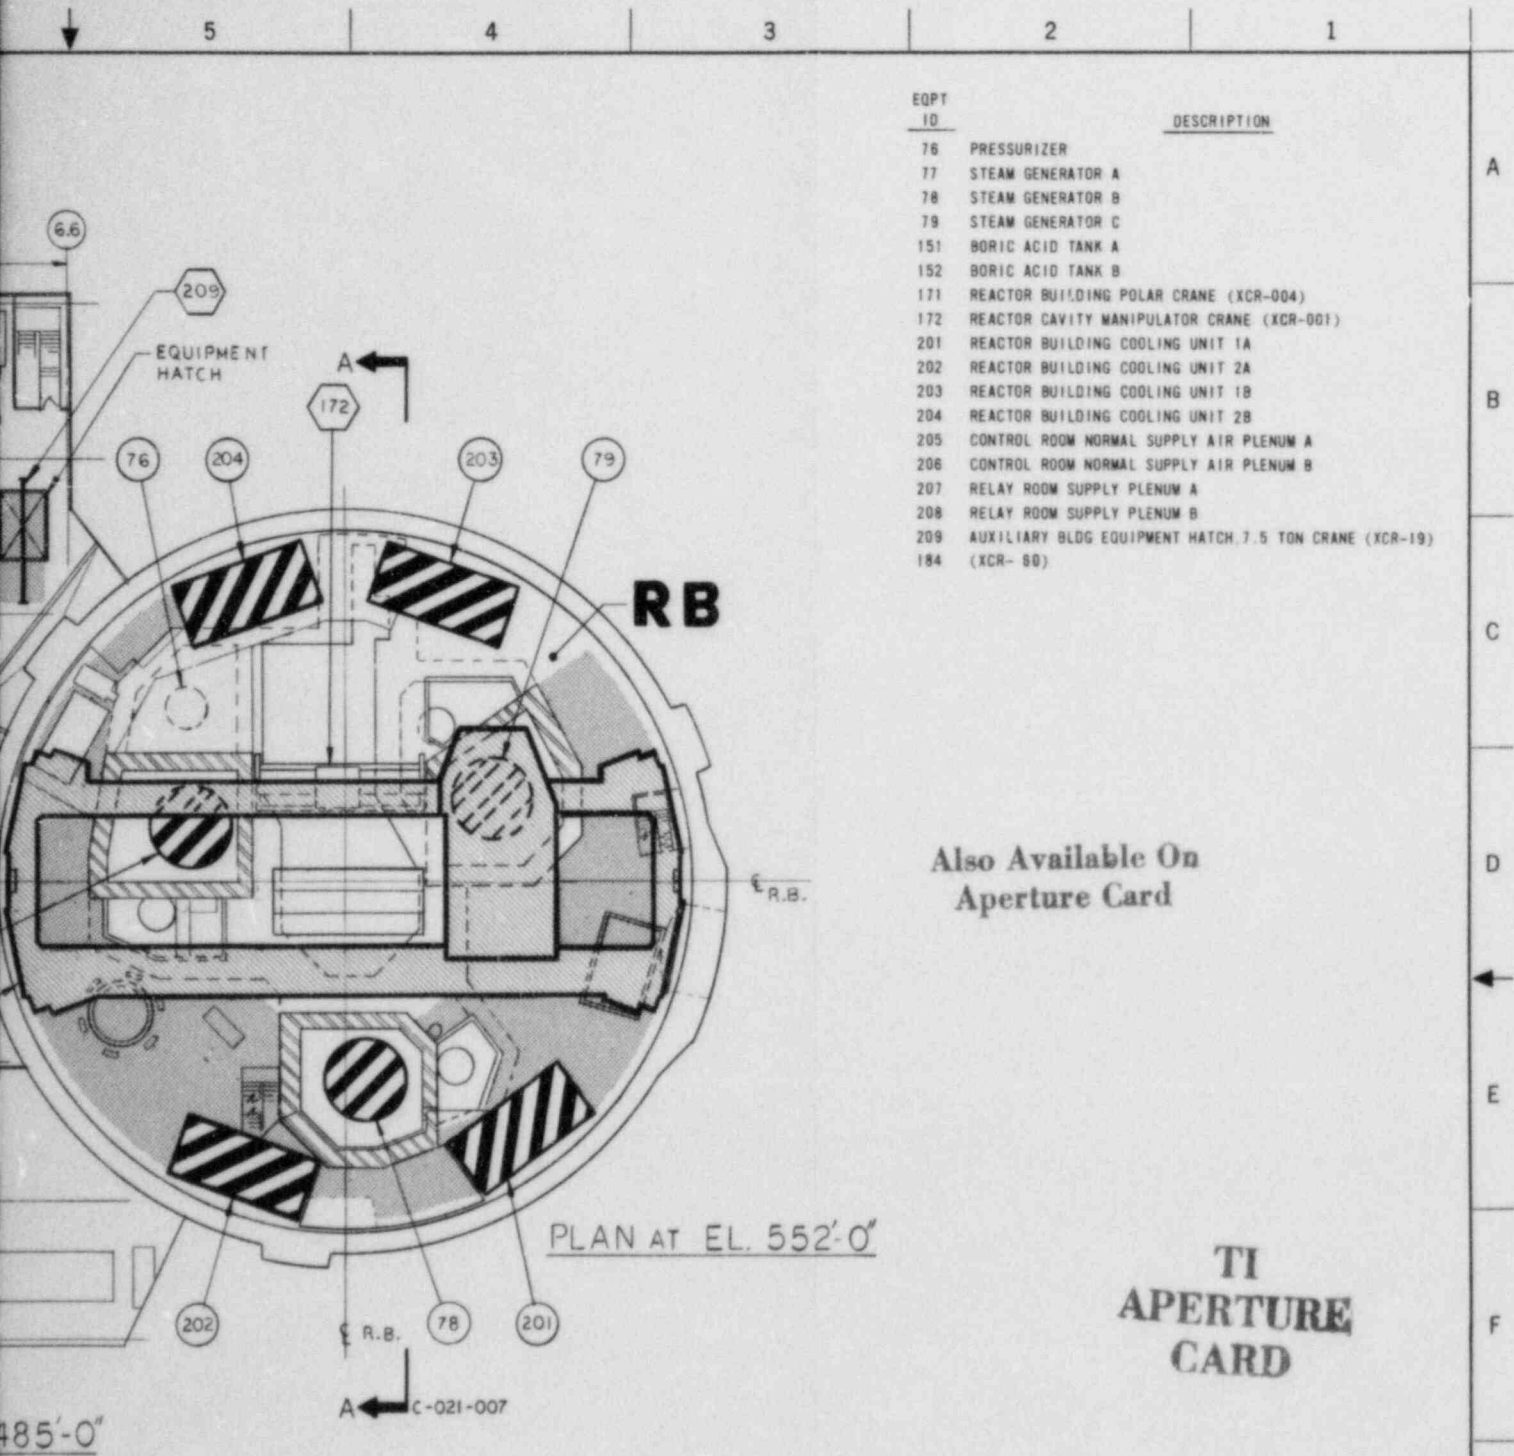 5 4 3 2 1
EQPT
ID DESCRIPTION
76 PRESSURIZER
77 STEAM GENERATOR A
78 STEAM GENERATOR B
79 STEAM GENERATOR C
151 BORIC ACID TANK A
152 BORIC ACID TANK B
171 REACTOR BUILDING POLAR CRANE (XCR-004)
172 REACTOR CAVITY MANIPULATOR CRANE (XCR-001)
201 REACTOR BUILDING COOLING UNIT 1A
202 REACTOR BUILDING COOLING UNIT 2A
203 REACTOR BUILDING COOLING UNIT 1B
204 REACTOR BUILDING COOLING UNIT 2B
205 CONTROL ROOM NORMAL SUPPLY AIR PLENUM A
206 CONTROL ROOM NORMAL SUPPLY AIR PLENUM B
207 RELAY ROOM SUPPLY PLENUM A
208 RELAY ROOM SUPPLY PLENUM B
209 AUXILIARY BLDG EQUIPMENT HATCH 7.5 TON CRANE (XCR-19)
184 (XCR- 80)
A
B
C
D
E
F
6.6
209
EQUIPMENT
HATCH
A
172
76
204
203
79
RB
℄ R.B.
Also Available On
Aperture Card
PLAN AT EL. 552'-0"
TI
APERTURE
CARD
202
℄ R.B.
78
201
A C-021-007
485'-0"